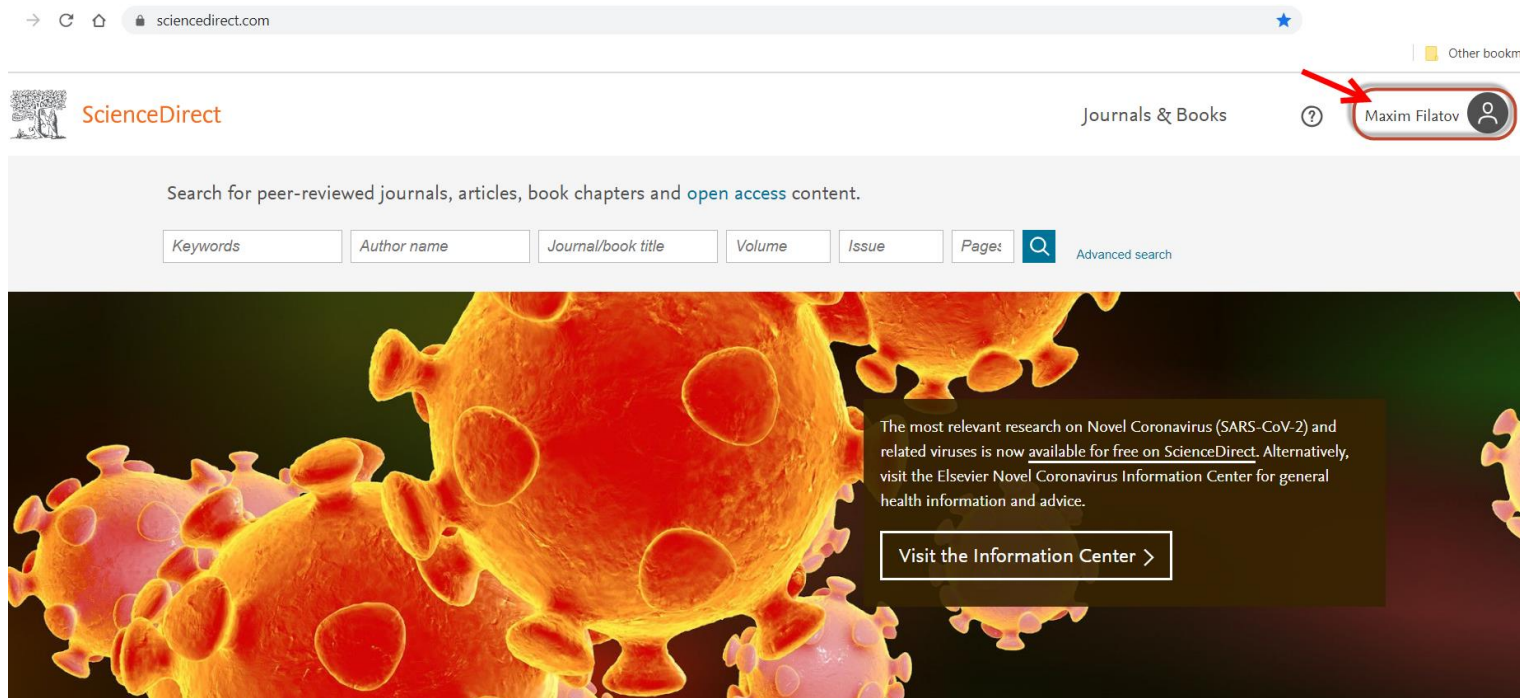 sciencedirect.com
Other bookm
ScienceDirect
Journals & Books
?
Maxim Filatov
Search for peer-reviewed journals, articles, book chapters and open access content.
Keywords
Author name
Journal/book title
Volume
Issue
Pages
Advanced search
The most relevant research on Novel Coronavirus (SARS-CoV-2) and
related viruses is now available for free on ScienceDirect. Alternatively,
visit the Elsevier Novel Coronavirus Information Center for general
health information and advice.
Visit the Information Center >